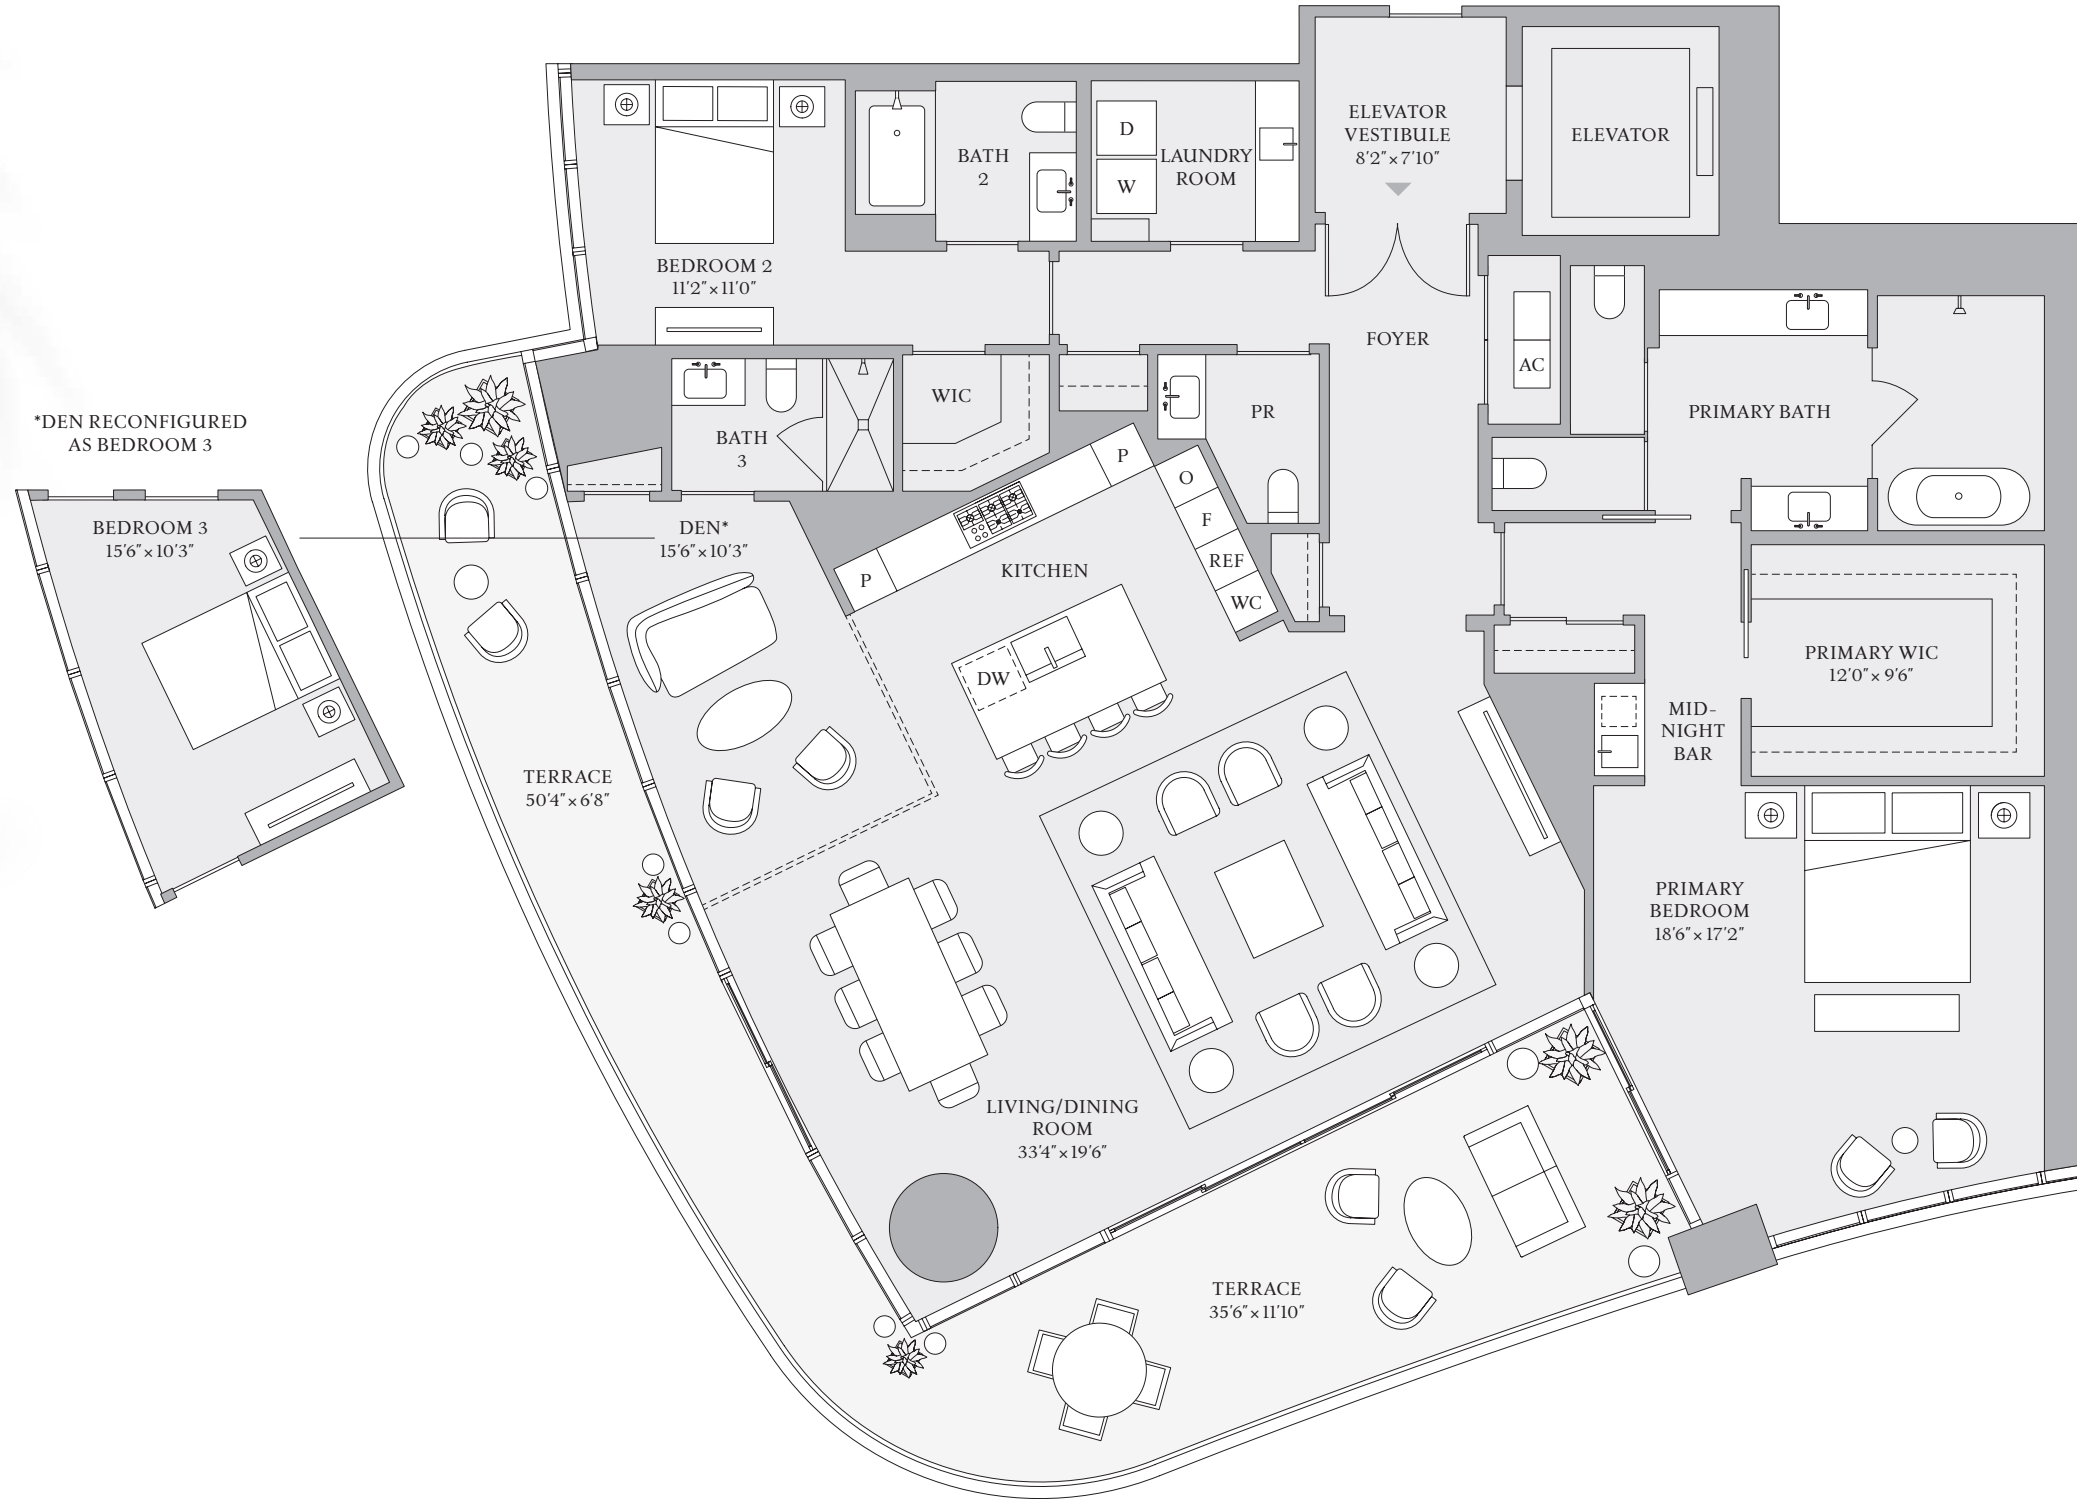 ELEVATOR
VESTIBULE
8'2"×7'10"
ELEVATOR
D
W
LAUNDRY
ROOM
BATH
2
BEDROOM 2
11'2"×11'0"
FOYER
AC
WIC
PR
PRIMARY BATH
*DEN RECONFIGURED
AS BEDROOM 3
BATH
3
P
O
F
REF
WC
BEDROOM 3
15'6"×10'3"
DEN*
15'6"×10'3"
KITCHEN
P
DW
PRIMARY WIC
12'0"×9'6"
MID-
NIGHT
BAR
TERRACE
50'4"×6'8"
PRIMARY
BEDROOM
18'6"×17'2"
LIVING/DINING
ROOM
33'4"×19'6"
TERRACE
35'6"×11'10"